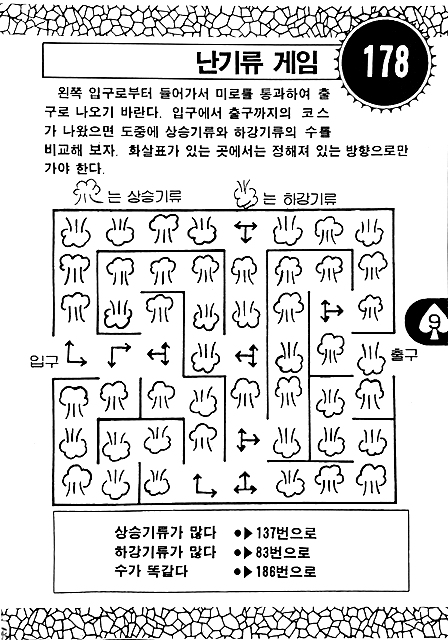 난기류 게임
178
왼쪽 입구로부터 들어가서 미로를 통과하여 출
구로 나오기 바란다. 입구에서 출구까지의 코스
가 나왔으면 도중에 상승기류와 하강기류의 수를
비교해 보자. 화살표가 있는 곳에서는 정해져 있는 방향으로만
가야 한다.
는 상승기류 는 하강기류
9
입구 출구
상승기류가 많다 ●▶137번으로
하강기류가 많다 ●▶83번으로
수가 똑같다 ●▶186번으로